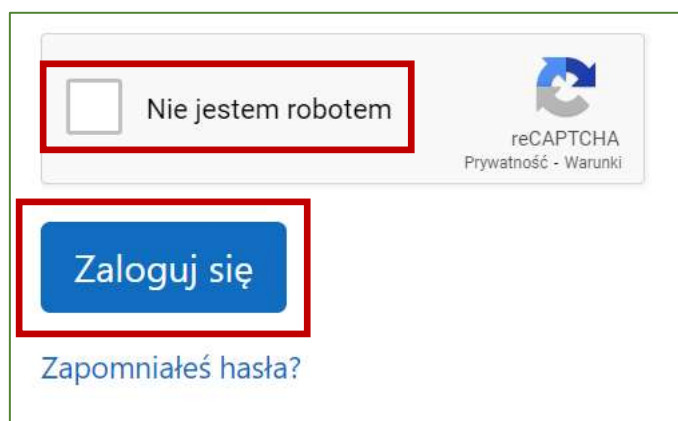 Nie jestem robotem
reCAPTCHA
Prywatność - Warunki
Zaloguj się
Zapomniałeś hasła?